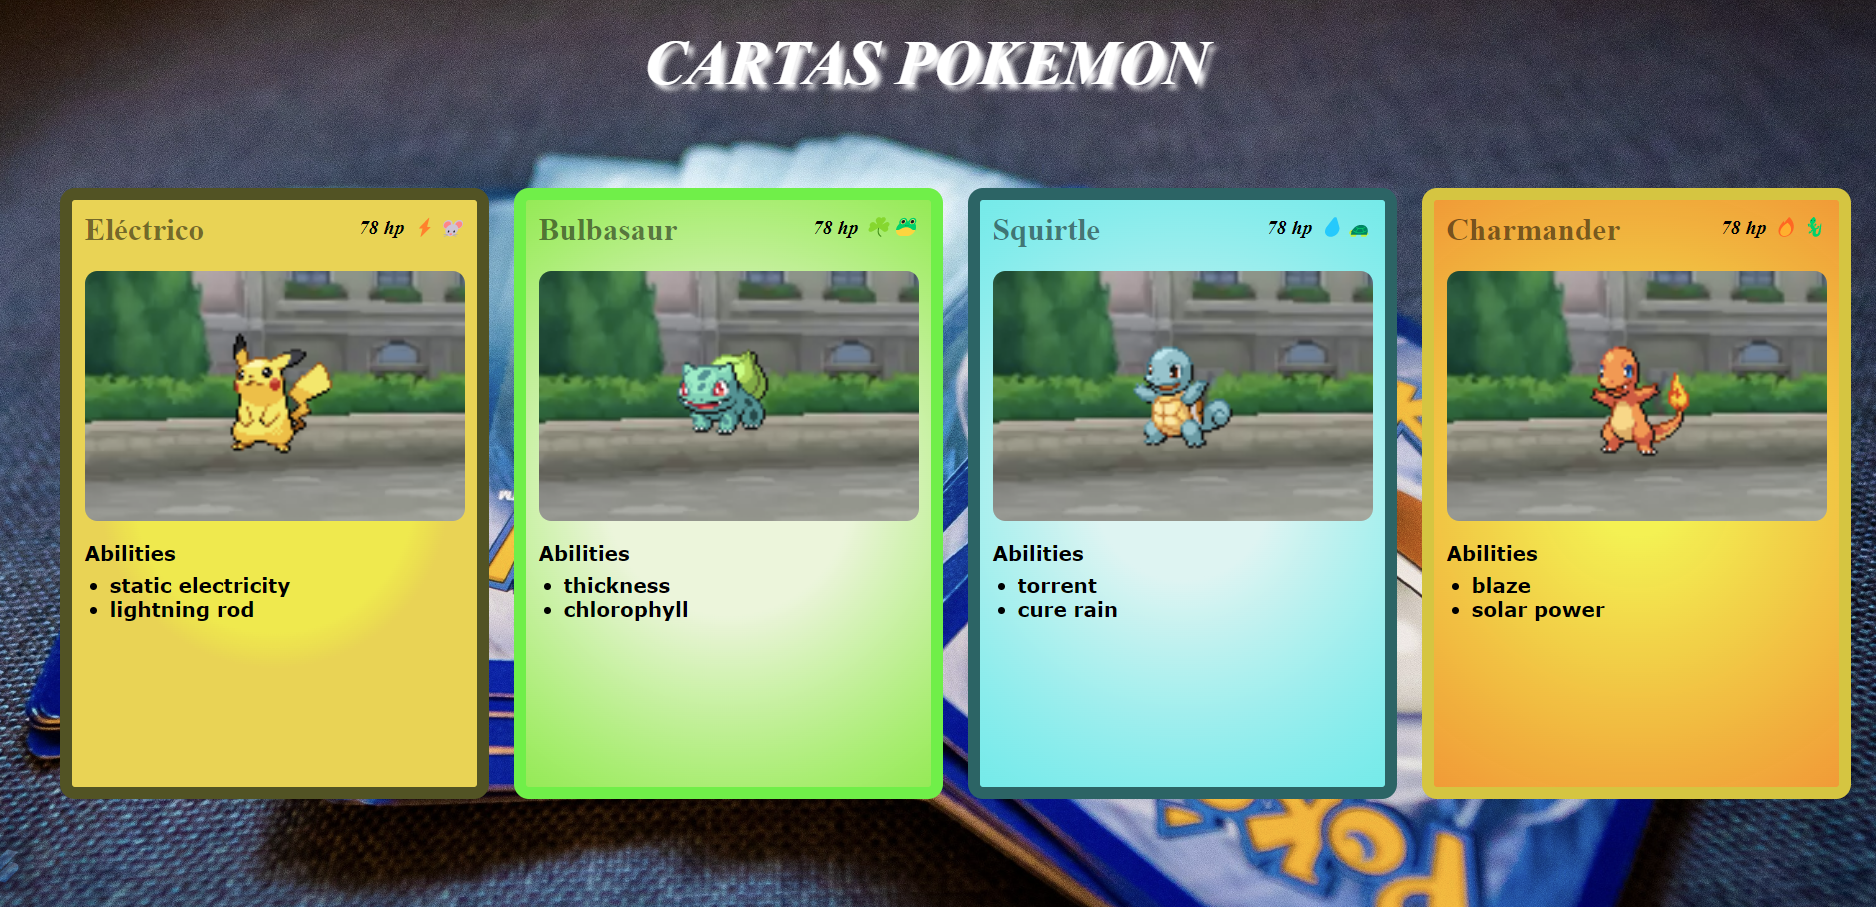 CARTAS POKEMON
Eléctrico 78 hp
Abilities
static electricity
lightning rod
Bulbasaur 78 hp
Abilities
thickness
chlorophyll
Squirtle 78 hp
Abilities
torrent
cure rain
Charmander 78 hp
Abilities
blaze
solar power